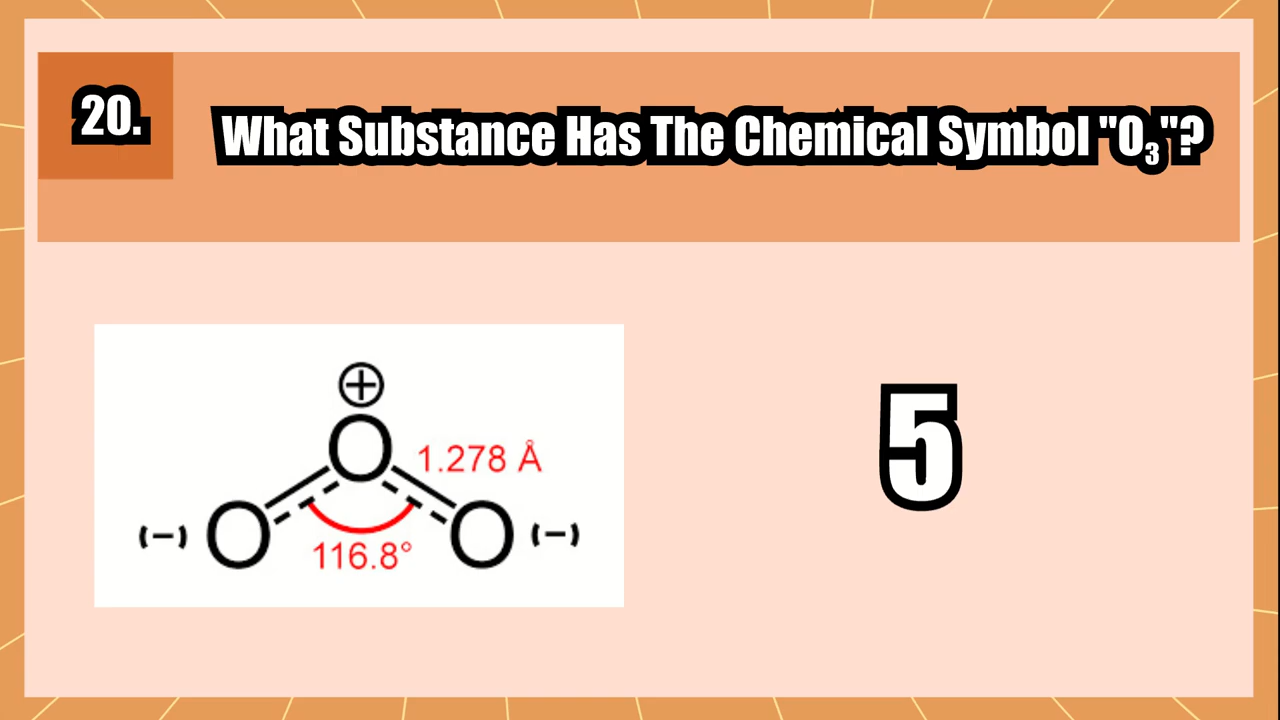 20.
What Substance Has The Chemical Symbol "O₃"?
⊕
O
1.278 Å
(−) O O (−)
116.8°
5